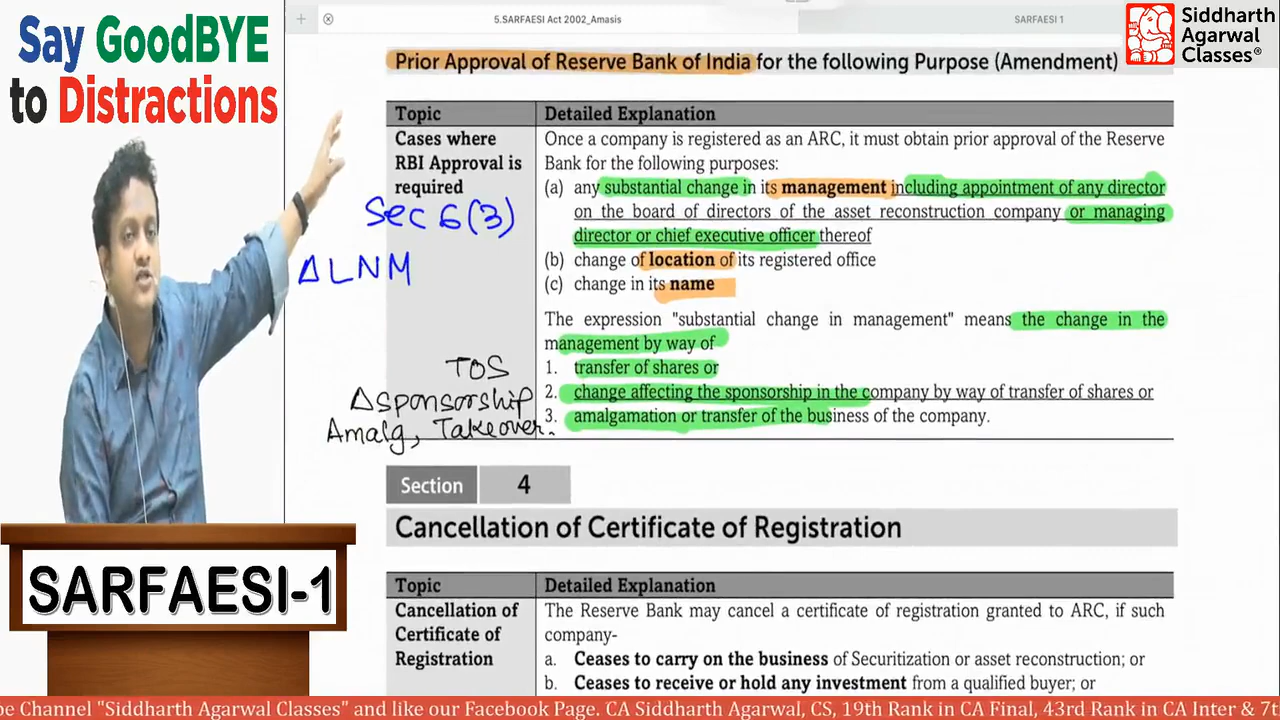 Say GoodBYE
to Distractions
5.SARFAESI Act 2002_Amasis
SARFAESI 1
Siddharth
Agarwal
Classes®
Prior Approval of Reserve Bank of India for the following Purpose (Amendment)
Topic
Detailed Explanation
Cases where
RBI Approval is
required
Sec 6(3)
Δ LNM
TOS
Δ sponsorship
Amalg, Takeover.
Once a company is registered as an ARC, it must obtain prior approval of the Reserve
Bank for the following purposes:
(a) any substantial change in its management including appointment of any director
on the board of directors of the asset reconstruction company or managing
director or chief executive officer thereof
(b) change of location of its registered office
(c) change in its name
The expression "substantial change in management" means the change in the
management by way of
1. transfer of shares or
2. change affecting the sponsorship in the company by way of transfer of shares or
3. amalgamation or transfer of the business of the company.
Section 4
Cancellation of Certificate of Registration
Topic
Detailed Explanation
Cancellation of
Certificate of
Registration
The Reserve Bank may cancel a certificate of registration granted to ARC, if such
company-
a. Ceases to carry on the business of Securitization or asset reconstruction; or
b. Ceases to receive or hold any investment from a qualified buyer; or
SARFAESI-1
be Channel "Siddharth Agarwal Classes" and like our Facebook Page. CA Siddharth Agarwal, CS, 19th Rank in CA Final, 43rd Rank in CA Inter & 7t